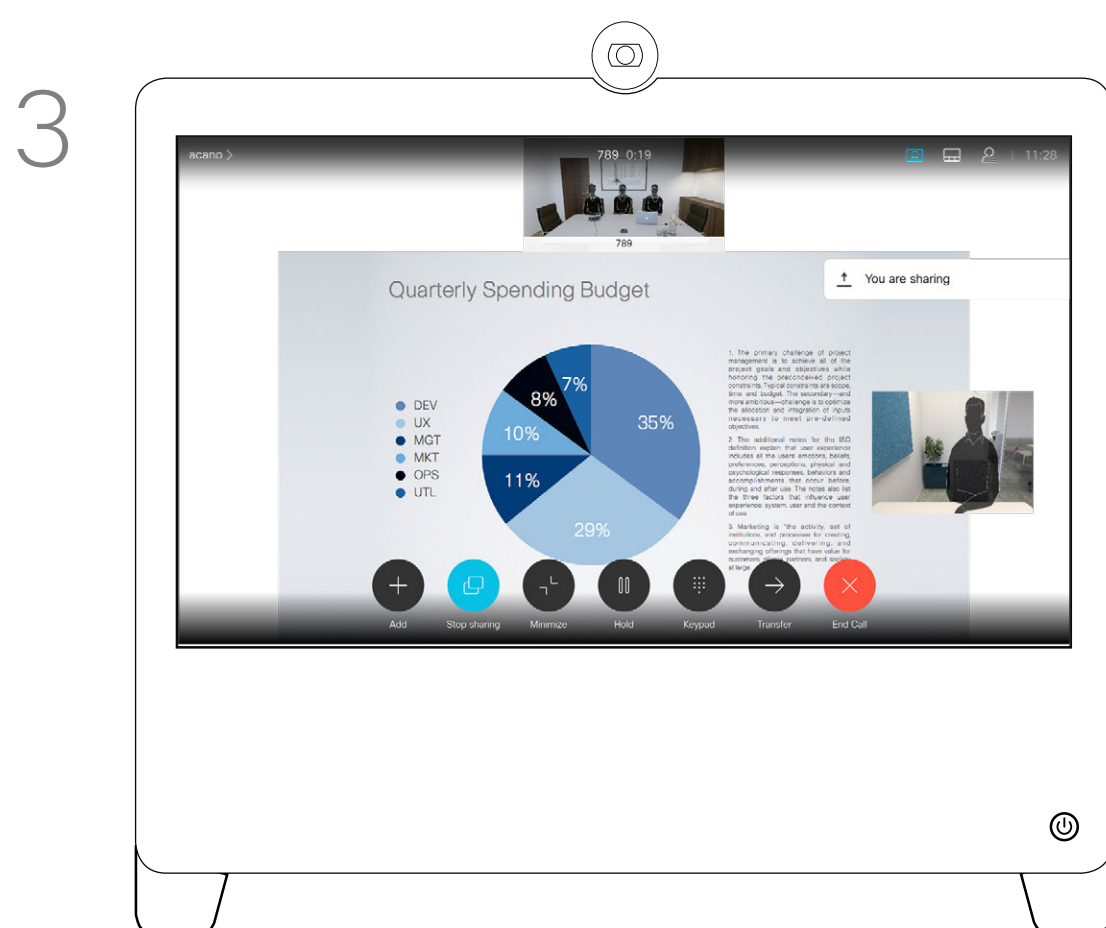 3
acano >
789 0:19
11:28
789
You are sharing
Quarterly Spending Budget
DEV
UX
MGT
MKT
OPS
UTL
35%
29%
11%
10%
8%
7%
1. The primary challenge of project
management is to achieve all of the
project goals and objectives while
honoring the preconceived project
constraints. Typical constraints are scope,
time and budget. The secondary—and
more ambitious—challenge is to optimize
the allocation and integration of inputs
necessary to meet pre-defined
objectives.
2. The additional notes for the ISO
definition explain that user experience
includes all the users' emotions, beliefs,
preferences, perceptions, physical and
psychological responses, behaviors and
accomplishments that occur before,
during and after use. The notes also list
the three factors that influence user
experience: system, user and the context
of use.
3. Marketing is "the activity, set of
institutions, and processes for creating,
communicating, delivering, and
exchanging offerings that have value for
customers, clients, partners, and society
at large.
Add
Stop sharing
Minimize
Hold
Keypad
Transfer
End Call